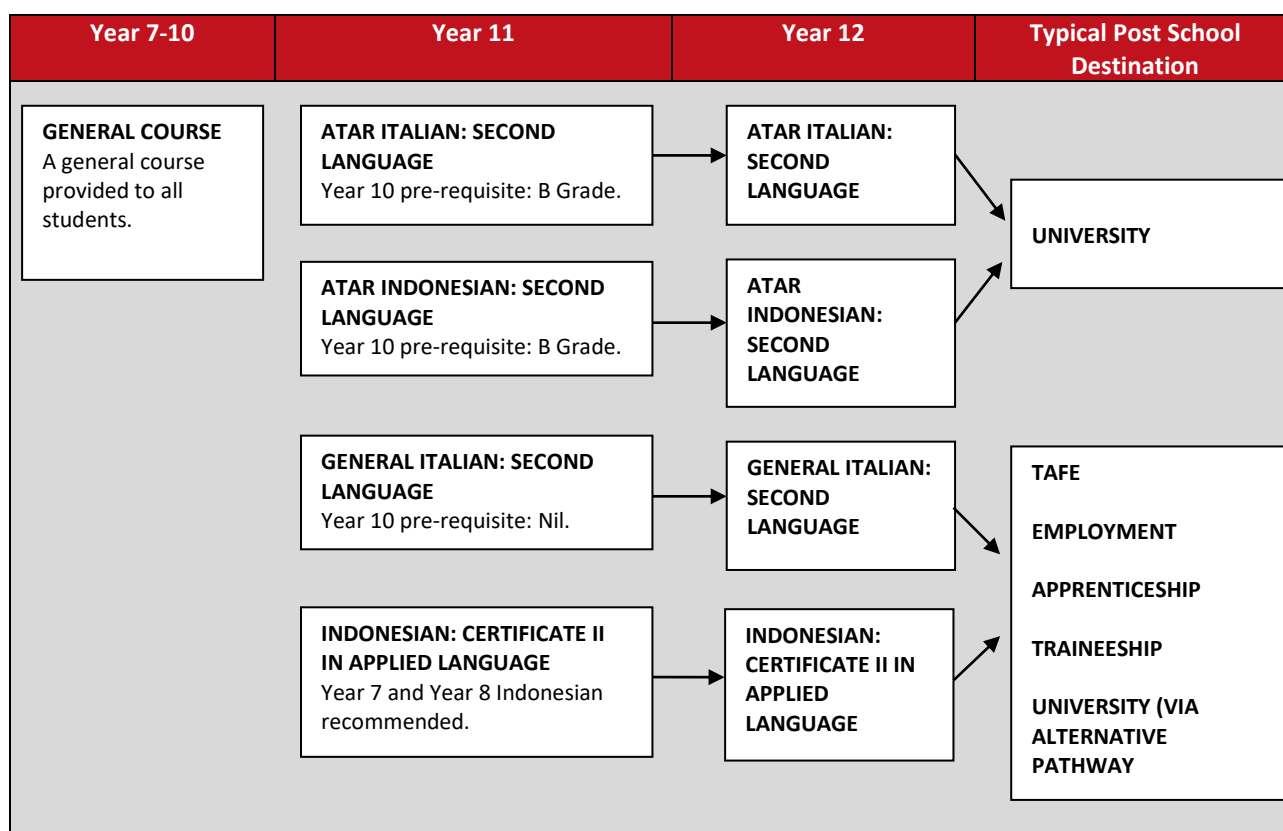 Year 7-10
Year 11
Year 12
Typical Post School
Destination
GENERAL COURSE
A general course
provided to all
students.
ATAR ITALIAN: SECOND
LANGUAGE
Year 10 pre-requisite: B Grade.
ATAR ITALIAN:
SECOND
LANGUAGE
UNIVERSITY
ATAR INDONESIAN: SECOND
LANGUAGE
Year 10 pre-requisite: B Grade.
ATAR
INDONESIAN:
SECOND
LANGUAGE
GENERAL ITALIAN: SECOND
LANGUAGE
Year 10 pre-requisite: Nil.
GENERAL ITALIAN:
SECOND
LANGUAGE
INDONESIAN: CERTIFICATE II
IN APPLIED LANGUAGE
Year 7 and Year 8 Indonesian
recommended.
INDONESIAN:
CERTIFICATE II IN
APPLIED
LANGUAGE
TAFE
EMPLOYMENT
APPRENTICESHIP
TRAINEESHIP
UNIVERSITY (VIA
ALTERNATIVE
PATHWAY